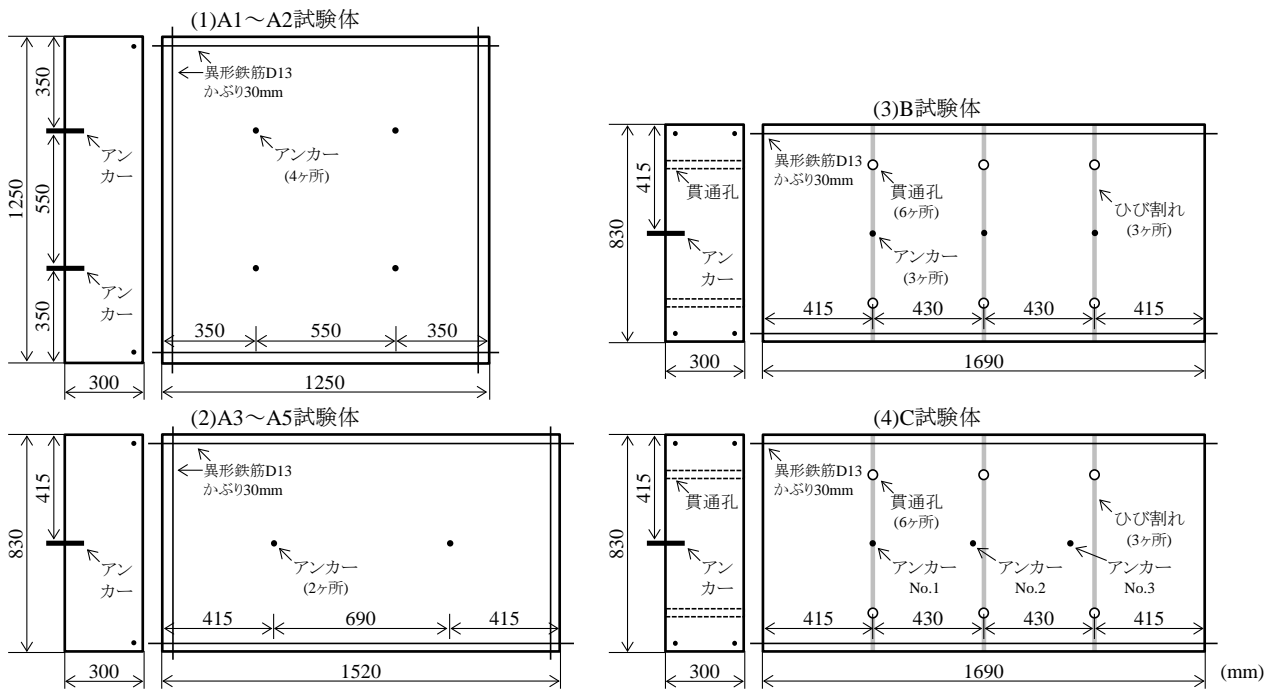 (1)A1～A2試験体
異形鉄筋D13
かぶり30mm
350
550
350
1250
アン
カー
アン
カー
アンカー
(4ヶ所)
350
550
350
300
1250
(2)A3～A5試験体
異形鉄筋D13
かぶり30mm
415
830
アン
カー
アンカー
(2ヶ所)
415
690
415
300
1520
(3)B試験体
異形鉄筋D13
かぶり30mm
415
830
貫通孔
アン
カー
貫通孔
(6ヶ所)
アンカー
(3ヶ所)
ひび割れ
(3ヶ所)
415
430
430
415
300
1690
(4)C試験体
異形鉄筋D13
かぶり30mm
415
830
貫通孔
アン
カー
貫通孔
(6ヶ所)
ひび割れ
(3ヶ所)
アンカー
No.1
アンカー
No.2
アンカー
No.3
415
430
430
415
300
1690
(mm)